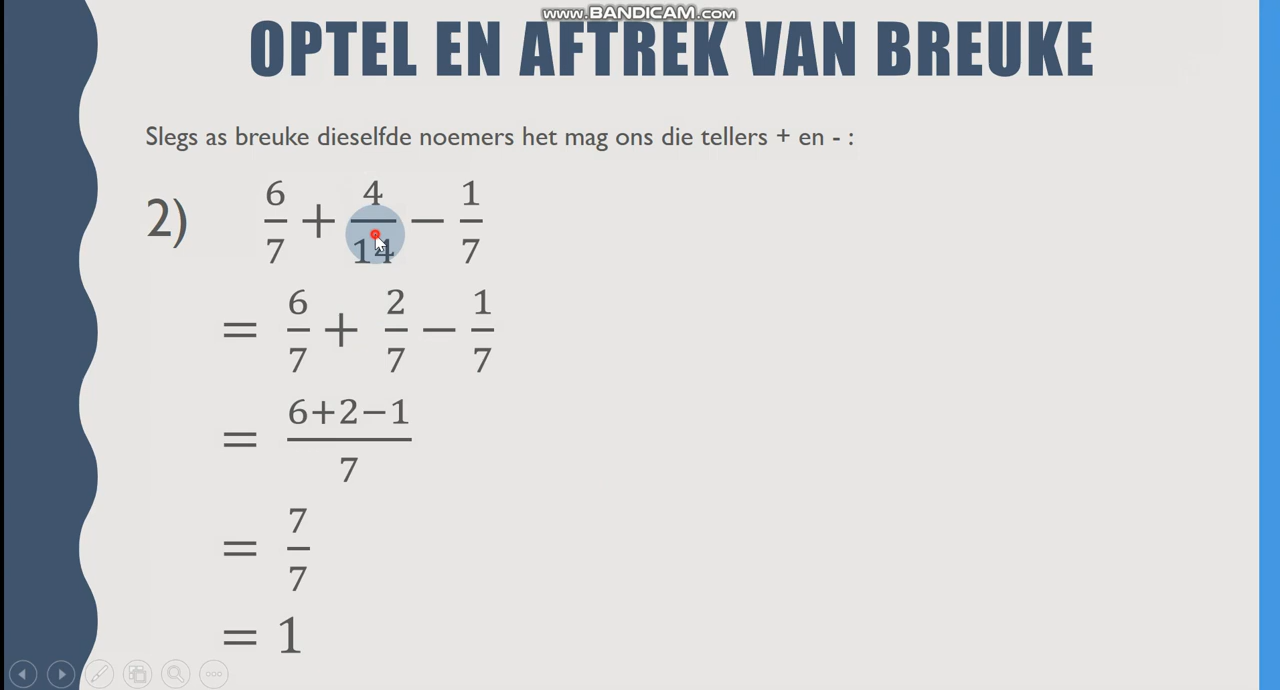 www.BANDICAM.com
OPTEL EN AFTREK VAN BREUKE
Slegs as breuke dieselfde noemers het mag ons die tellers + en - :
2) 6/7 + 4/14 − 1/7
= 6/7 + 2/7 − 1/7
= (6+2−1)/7
= 7/7
= 1